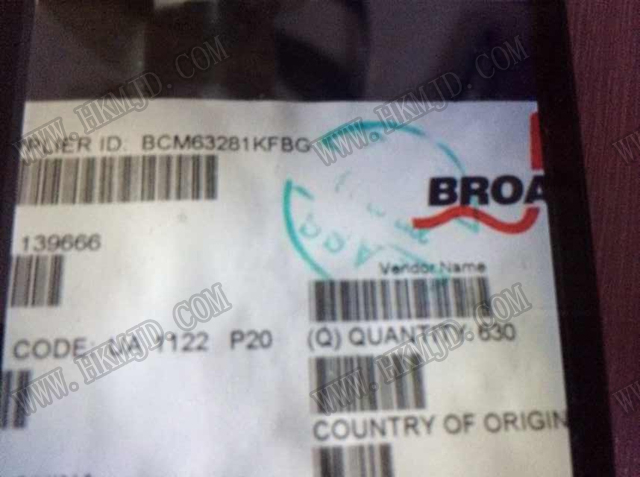 PLIER ID: BCM63281KFBG
BROA
139666
Vendor Name
CODE: MA 1122 P20
(Q) QUANTITY: 630
COUNTRY OF ORIGIN
WWW.HKMJD.COM
WWW.HKMJD.COM
WWW.HKMJD.COM
WWW.HKMJD.COM
WWW.HKMJD.COM
WWW.HKMJD.COM